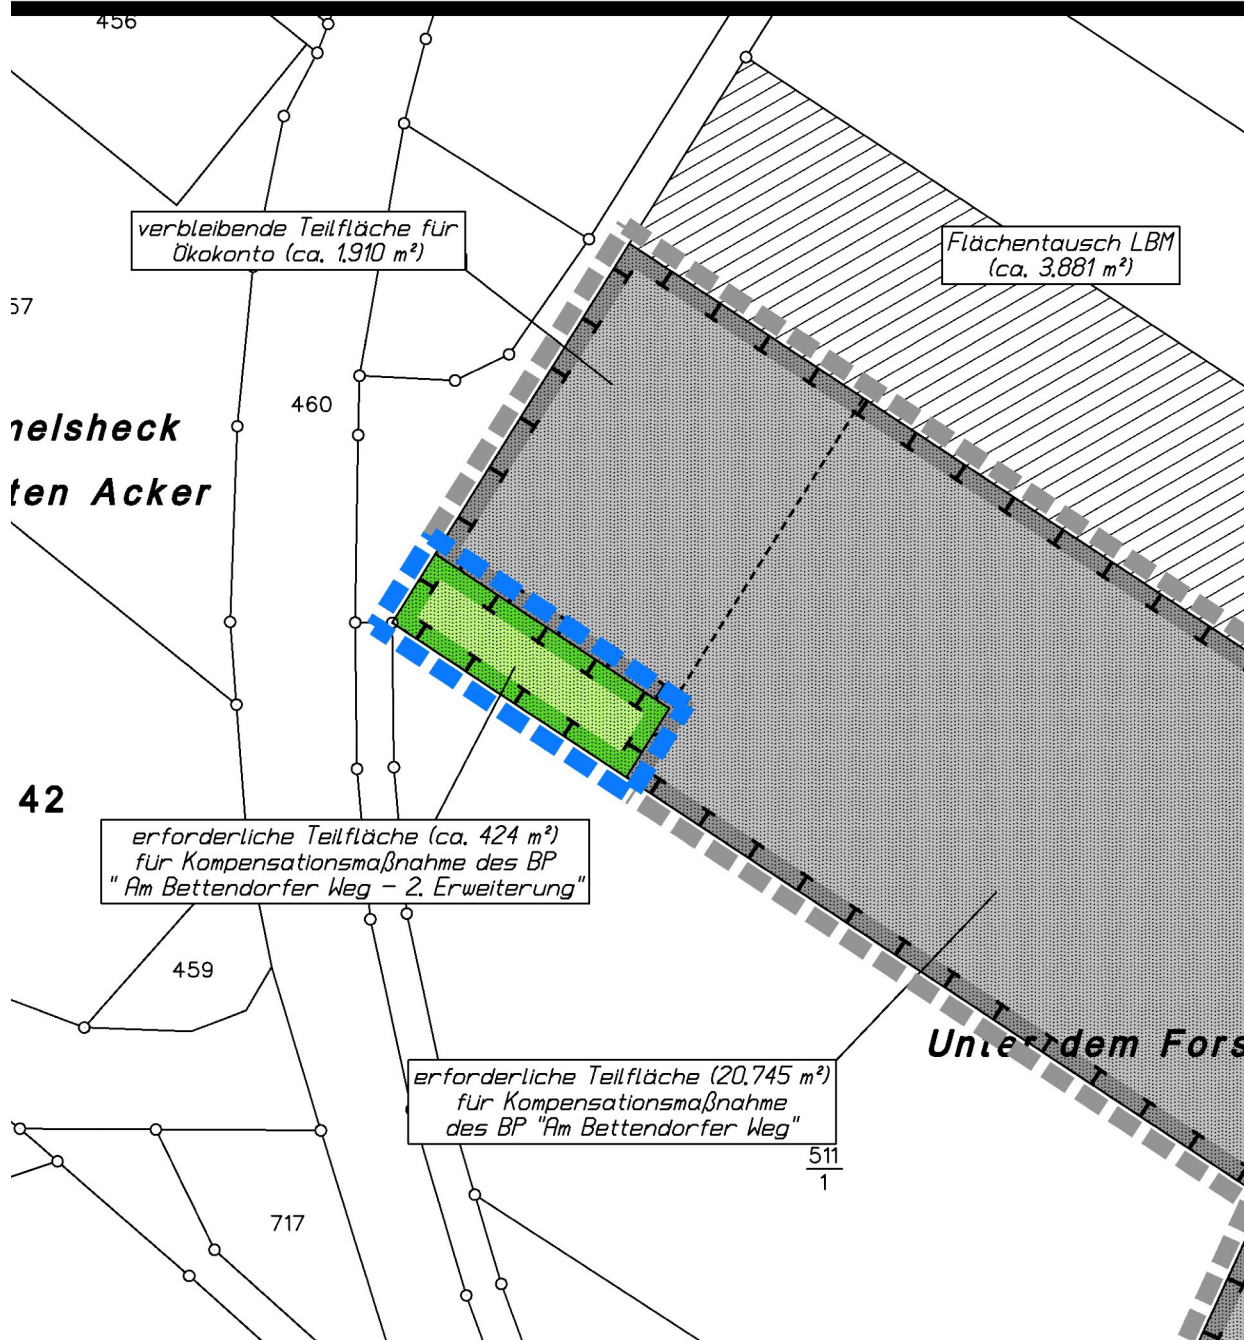 456
verbleibende Teilfläche für
Ökokonto (ca. 1.910 m²)
Flächentausch LBM
(ca. 3.881 m²)
57
460
nelsheck
ten Acker
42
erforderliche Teilfläche (ca. 424 m²)
für Kompensationsmaßnahme des BP
"Am Bettendorfer Weg – 2. Erweiterung"
459
Unter dem Fors
erforderliche Teilfläche (20.745 m²)
für Kompensationsmaßnahme
des BP "Am Bettendorfer Weg"
511
1
717